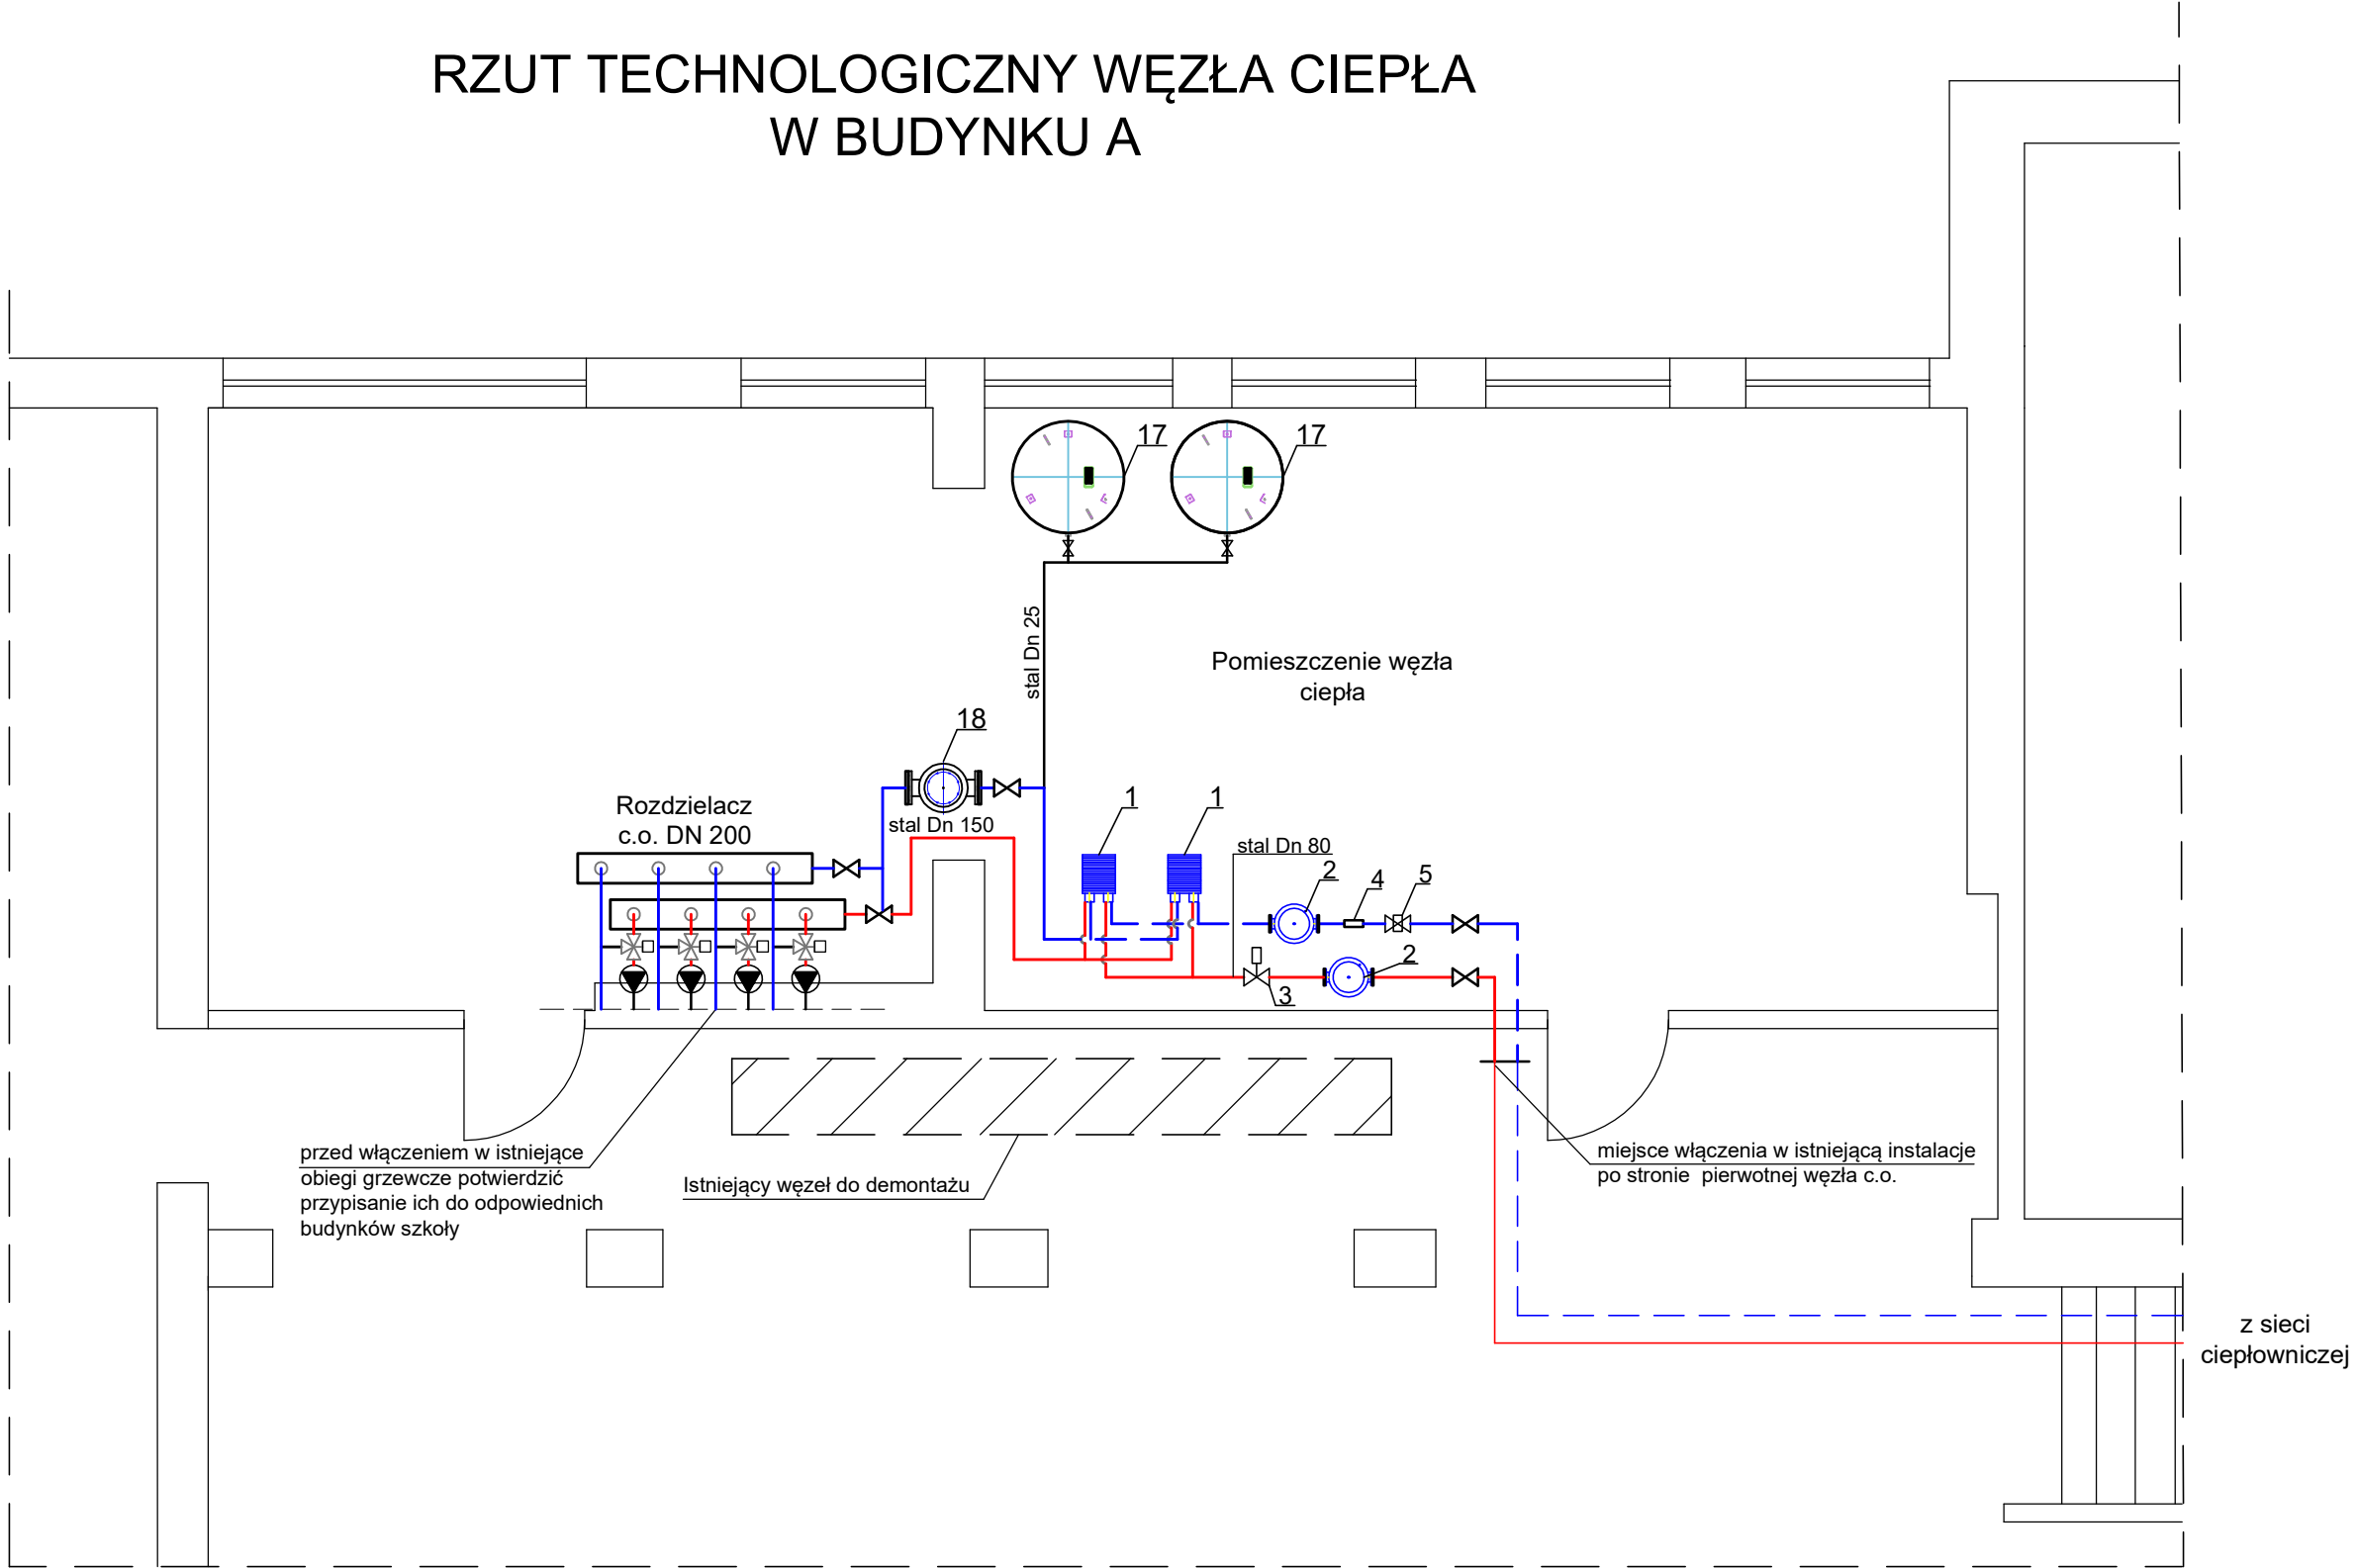 RZUT TECHNOLOGICZNY WĘZŁA CIEPŁA
W BUDYNKU A
17
17
stal Dn 25
Pomieszczenie węzła
ciepła
18
stal Dn 150
Rozdzielacz
c.o. DN 200
1
1
stal Dn 80
2
4
5
2
3
przed włączeniem w istniejące
obiegi grzewcze potwierdzić
przypisanie ich do odpowiednich
budynków szkoły
Istniejący węzeł do demontażu
miejsce włączenia w istniejącą instalacje
po stronie pierwotnej węzła c.o.
z sieci
ciepłowniczej